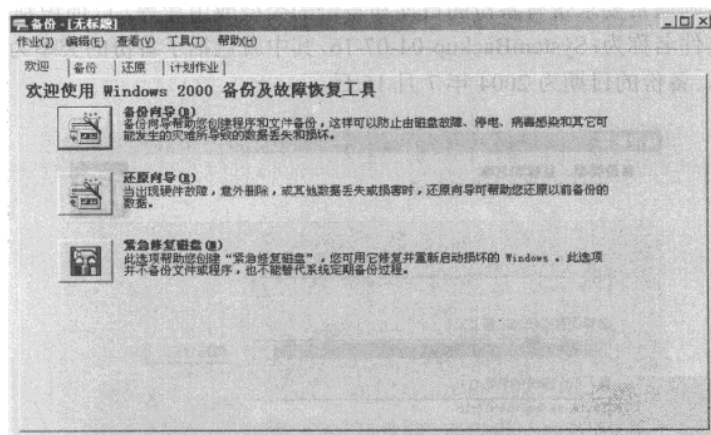 备份 - [无标题]
作业(J) 编辑(E) 查看(V) 工具(T) 帮助(H)
欢迎 备份 还原 计划作业
欢迎使用 Windows 2000 备份及故障恢复工具
备份向导(B)
备份向导帮助您创建程序和文件备份，这样可以防止由磁盘故障、停电、病毒感染和其它可
能发生的灾难所导致的数据丢失和损坏。
还原向导(R)
当出现硬件故障，意外删除，或其他数据丢失或损害时，还原向导可帮助您还原以前备份的
数据。
紧急修复磁盘(M)
此选项帮助您创建“紧急修复磁盘”，您可用它修复并重新启动损坏的 Windows 。此选项
并不备份文件或程序，也不能替代系统定期备份过程。